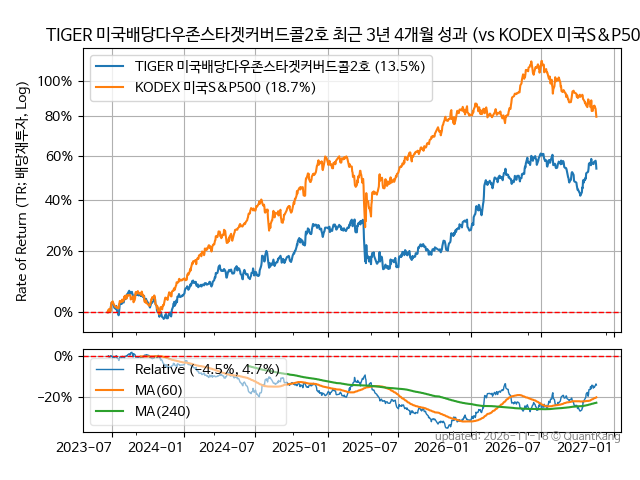 TIGER 미국배당다우존스타겟커버드콜2호 최근 3년 4개월 성과 (vs KODEX 미국S&P50
TIGER 미국배당다우존스타겟커버드콜2호 (13.5%)
KODEX 미국S&P500 (18.7%)
Rate of Return (TR: 배당재투자, Log)
100%
80%
60%
40%
20%
0%
0%
−20%
Relative (−4.5%, 4.7%)
MA(60)
MA(240)
updated: 2026-11-18 © QuantKang
2023-07 2024-01 2024-07 2025-01 2025-07 2026-01 2026-07 2027-01